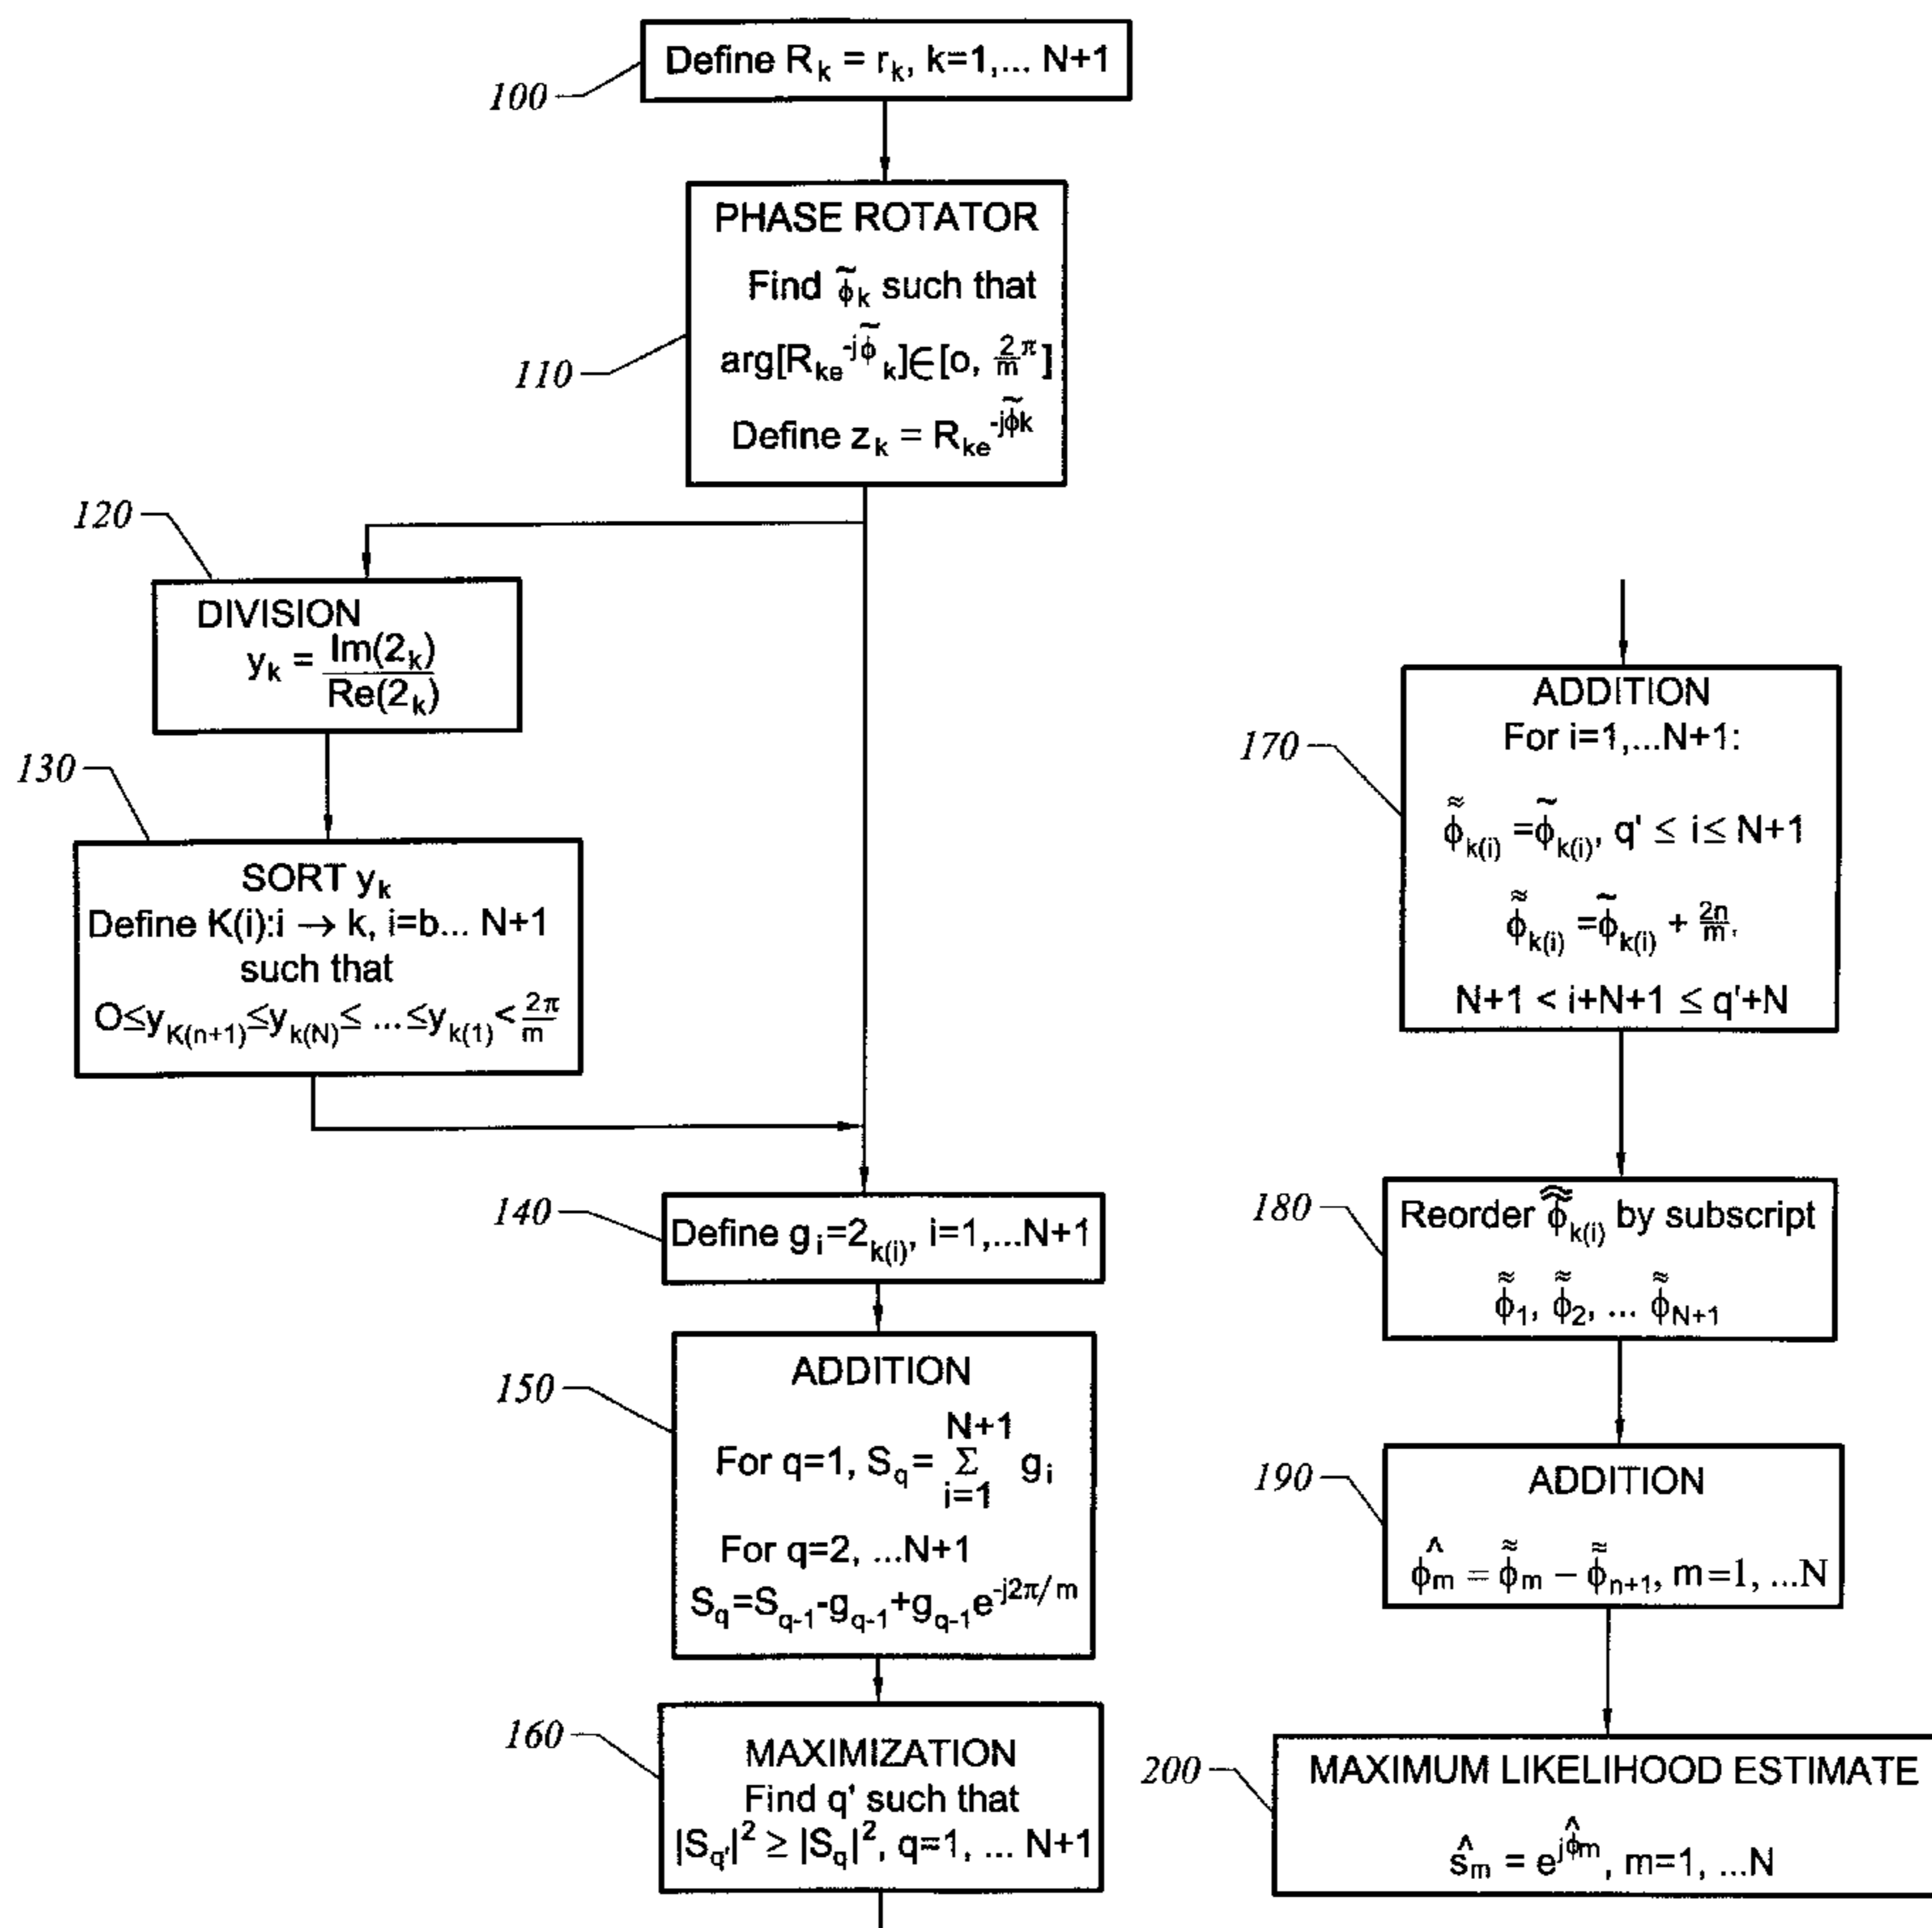 100
Define R_k = r_k, k=1,... N+1
110
PHASE ROTATOR
Find φ̃_k such that
arg[R_ke^-jφ̃_k]∈[o, 2/m π]
Define z_k = R_ke^-jφ̃k
120
DIVISION
y_k = Im(2_k)/Re(2_k)
130
SORT y_k
Define K(i):i → k, i=b... N+1
such that
O≤y_K(n+1)≤y_k(N)≤ ...≤y_k(1)<2π/m
140
Define g_i=2_k(i), i=1,...N+1
150
ADDITION
For q=1, S_q= Σ_i=1^N+1 g_i
For q=2, ...N+1
S_q=S_q-1-g_q-1+g_q-1e^-j2π/m
160
MAXIMIZATION
Find q' such that
|S_q'|² ≥ |S_q|², q=1, ... N+1
170
ADDITION
For i=1,...N+1:
φ̃̃_k(i) =φ̃_k(i), q' ≤ i≤ N+1
φ̃̃_k(i) =φ̃_k(i) + 2n/m,
N+1 < i+N+1 ≤ q'+N
180
Reorder φ̃̃_k(i) by subscript
φ̃̃_1, φ̃̃_2, ... φ̃̃_N+1
190
ADDITION
φ̂_m = φ̃̃_m − φ̃̃_n+1, m=1, ...N
200
MAXIMUM LIKELIHOOD ESTIMATE
ŝ_m = e^jφ̂m, m=1, ...N